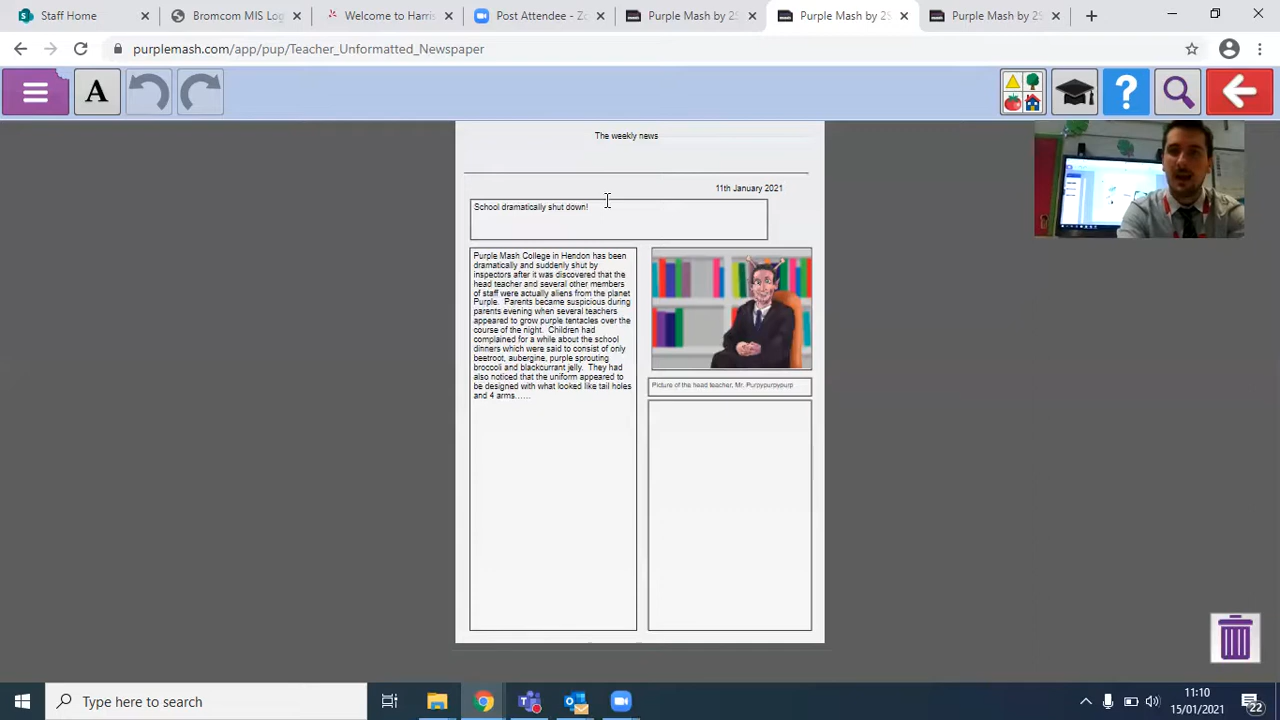 Staff Home
Bromcom MIS Log
Welcome to Harris
Post Attendee - Zo
Purple Mash by 2S
Purple Mash by 2S
Purple Mash by 2S
purplemash.com/app/pup/Teacher_Unformatted_Newspaper
A
?
The weekly news
11th January 2021
School dramatically shut down!
Purple Mash College in Hendon has been
dramatically and suddenly shut by
inspectors after it was discovered that the
head teacher and several other members
of staff were actually aliens from the planet
Purple. Parents became suspicious during
parents evening when several teachers
appeared to grow purple tentacles over the
course of the night. Children had
complained for a while about the school
dinners which were said to consist of only
beetroot, aubergine, purple sprouting
broccoli and blackcurrant jelly. They had
also noticed that the uniform appeared to
be designed with what looked like tail holes
and 4 arms......
Picture of the head teacher, Mr. Purpypurpypurp
Type here to search
11:10
15/01/2021
22